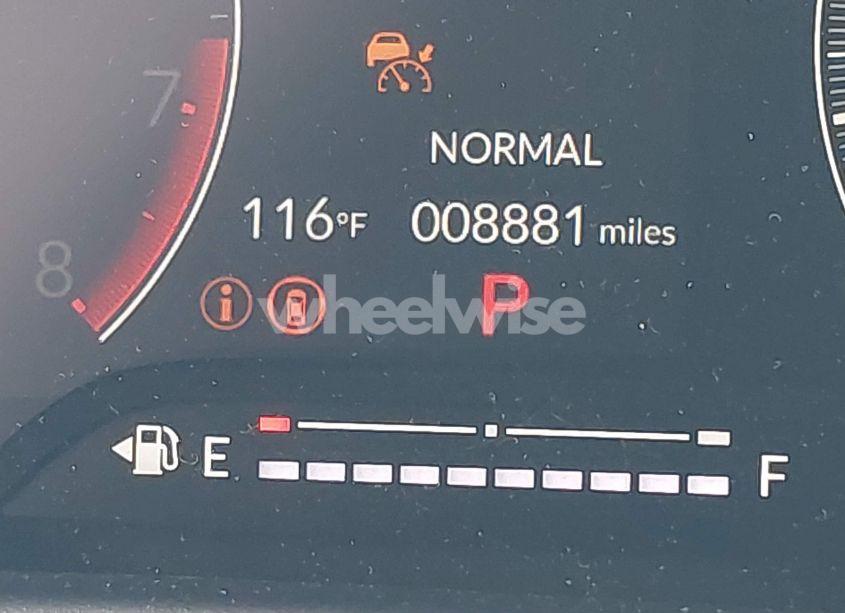 7
NORMAL
116°F 008881 miles
8
i wheelwise P
E F